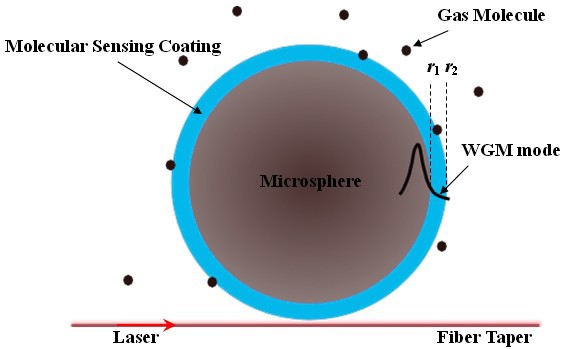 Gas Molecule
Molecular Sensing Coating
r1 r2
WGM mode
Microsphere
Laser
Fiber Taper